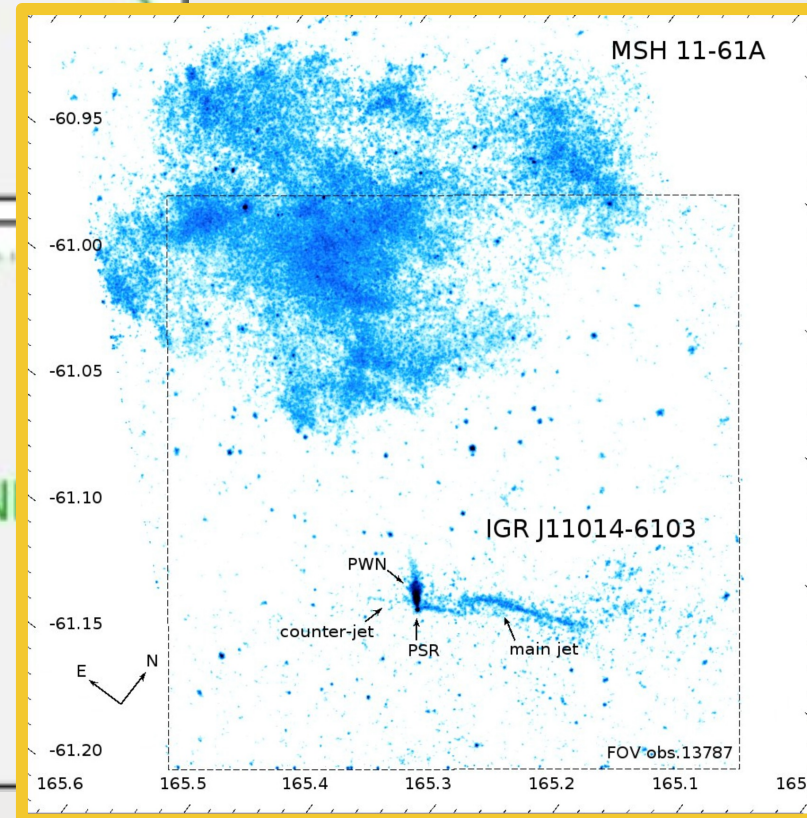 MSH 11-61A
-60.95
-61.00
-61.05
-61.10
IGR J11014-6103
PWN
-61.15
counter-jet
PSR
main jet
E
N
-61.20
FOV obs.13787
165.6
165.5
165.4
165.3
165.2
165.1